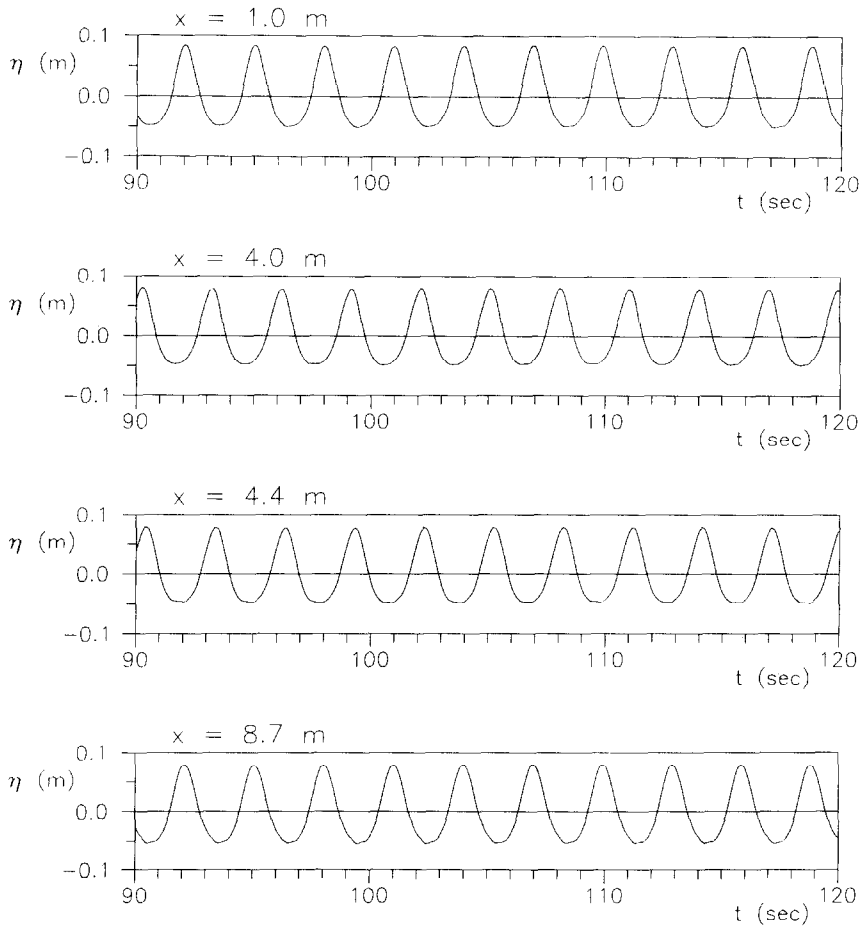 x = 1.0 m
0.1
η (m)
0.0
−0.1
90 100 110 120
t (sec)
x = 4.0 m
0.1
η (m)
0.0
−0.1
90 100 110 120
t (sec)
x = 4.4 m
0.1
η (m)
0.0
−0.1
90 100 110 120
t (sec)
x = 8.7 m
0.1
η (m)
0.0
−0.1
90 100 110 120
t (sec)